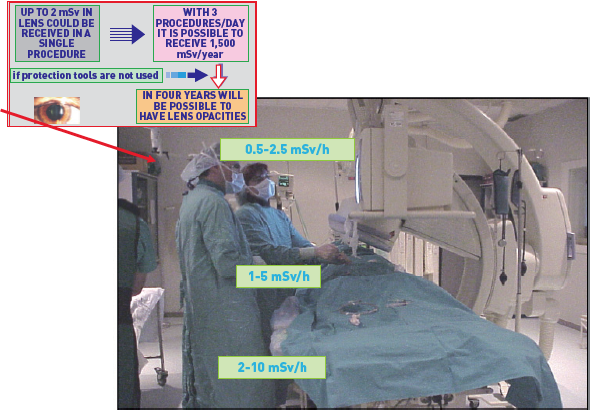 UP TO 2 mSv IN
LENS COULD BE
RECEIVED IN A
SINGLE
PROCEDURE
WITH 3
PROCEDURES/DAY
IT IS POSSIBLE TO
RECEIVE 1,500
mSv/year
if protection tools are not used
IN FOUR YEARS WILL
BE POSSIBLE TO
HAVE LENS OPACITIES
0.5-2.5 mSv/h
1-5 mSv/h
2-10 mSv/h